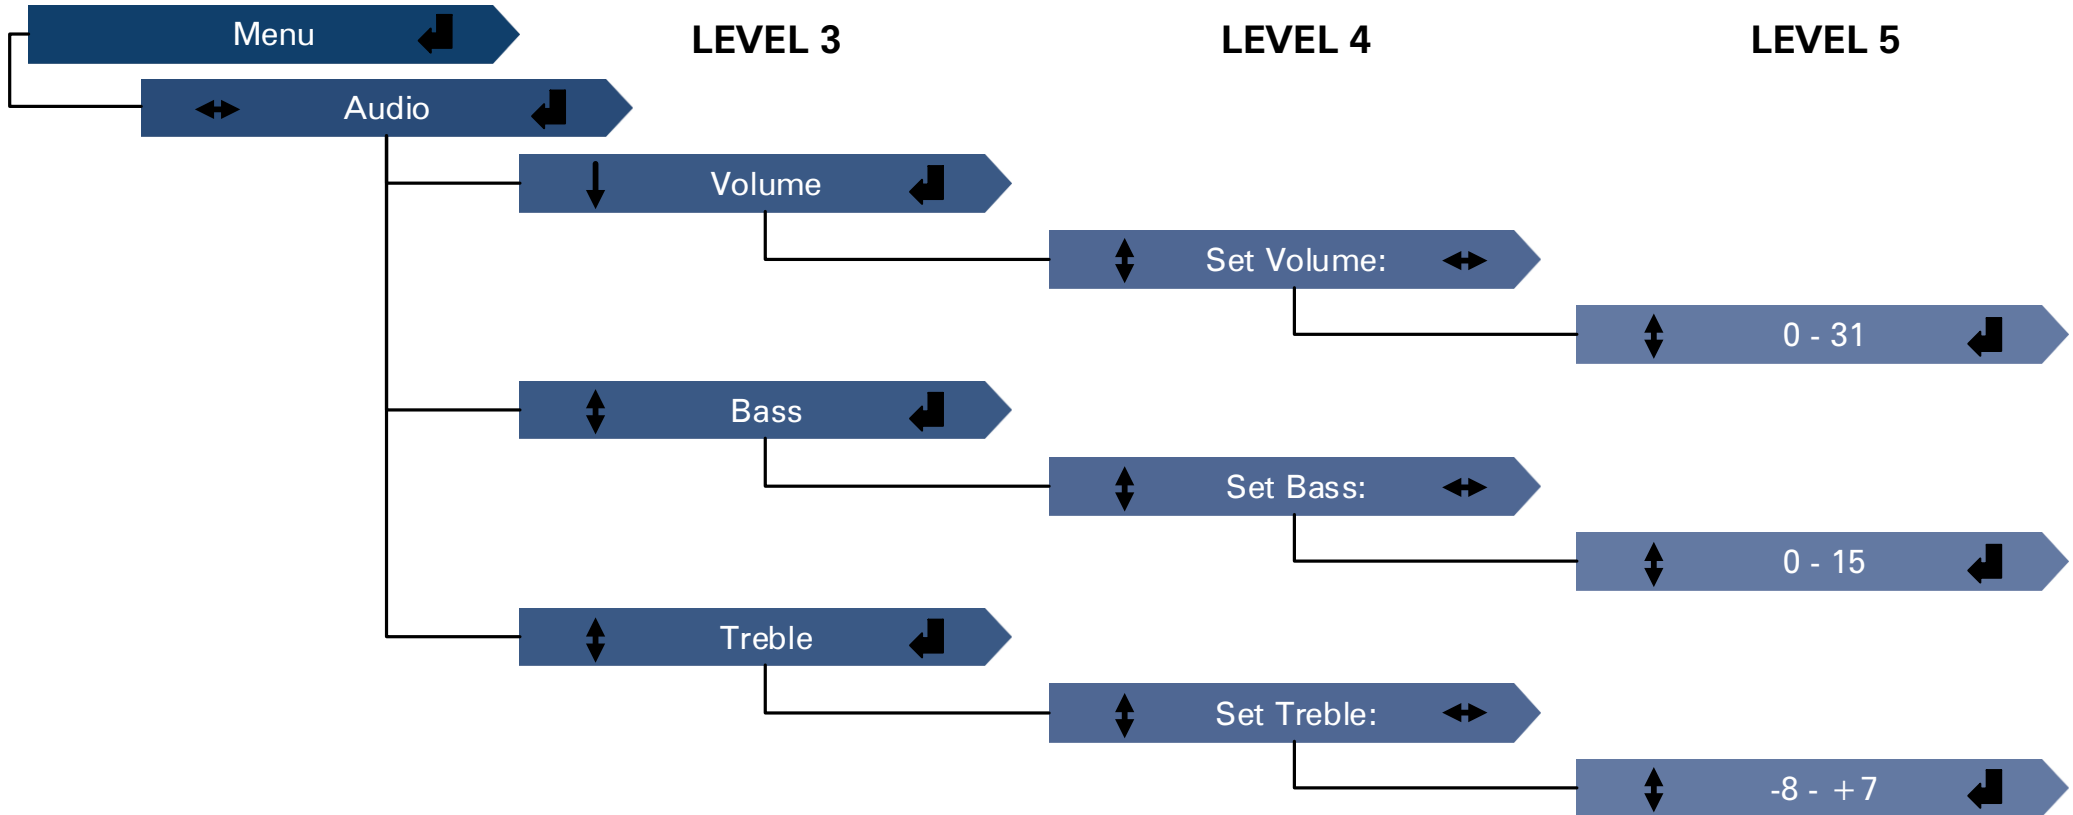 Menu
LEVEL 3
LEVEL 4
LEVEL 5
Audio
Volume
Set Volume:
0 - 31
Bass
Set Bass:
0 - 15
Treble
Set Treble:
-8 - +7